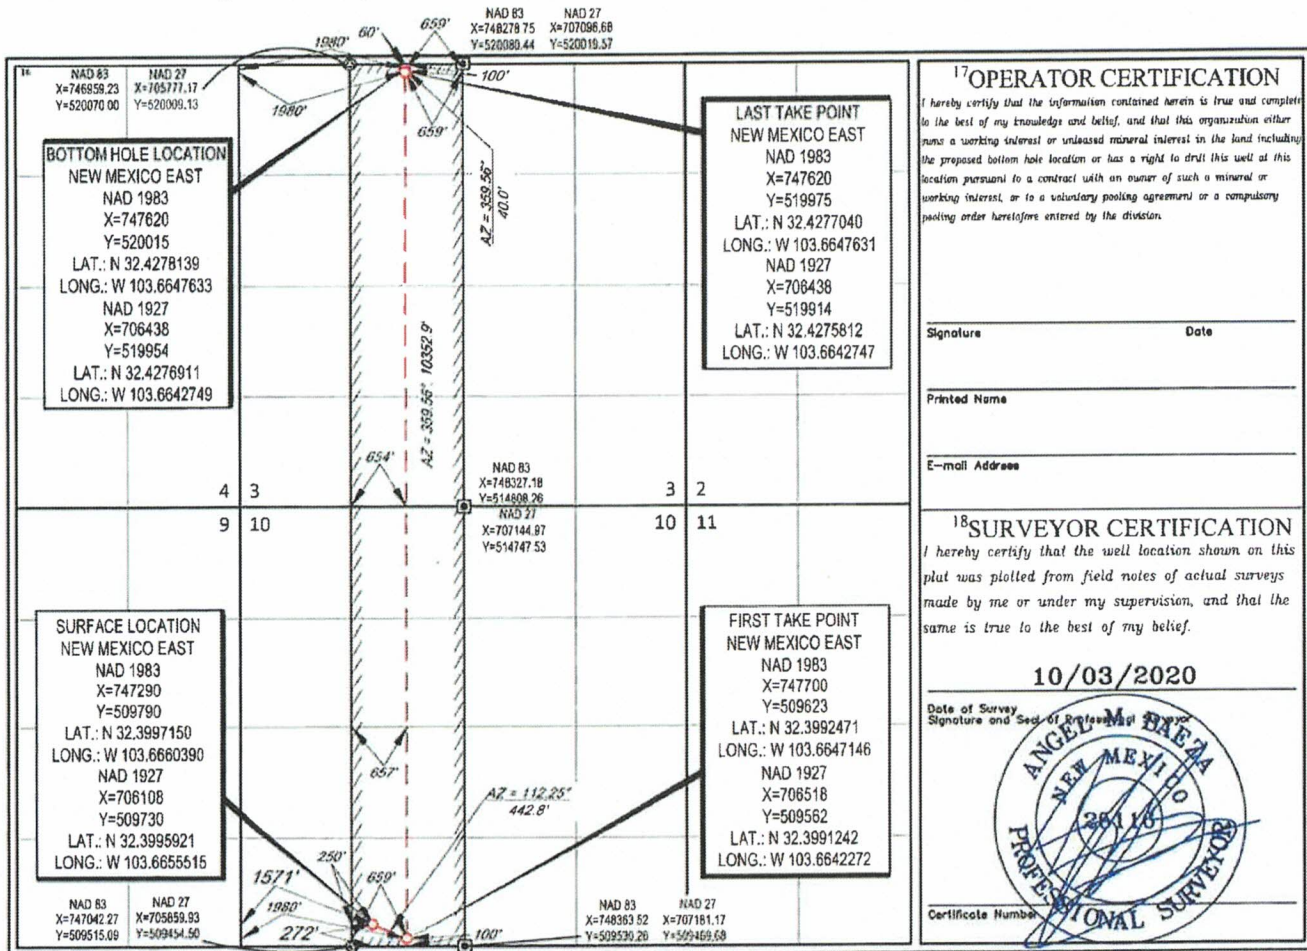 NAD 83 NAD 27
X=748278.75 X=707096.68
Y=520080.44 Y=520019.57
1980' 60' 659'
16 NAD 83 NAD 27
X=746959.23 X=705777.17
Y=520070.00 Y=520009.13
1980'
100'
659'
BOTTOM HOLE LOCATION
NEW MEXICO EAST
NAD 1983
X=747620
Y=520015
LAT.: N 32.4278139
LONG.: W 103.6647633
NAD 1927
X=706438
Y=519954
LAT.: N 32.4276911
LONG.: W 103.6642749
AZ = 359.56°
40.0'
LAST TAKE POINT
NEW MEXICO EAST
NAD 1983
X=747620
Y=519975
LAT.: N 32.4277040
LONG.: W 103.6647631
NAD 1927
X=706438
Y=519914
LAT.: N 32.4275812
LONG.: W 103.6642747
AZ = 359.56° 10352.9'
654'
NAD 83
X=748327.18
Y=514808.26
NAD 27
X=707144.97
Y=514747.53
4 3
9 10
3 2
10 11
SURFACE LOCATION
NEW MEXICO EAST
NAD 1983
X=747290
Y=509790
LAT.: N 32.3997150
LONG.: W 103.6660390
NAD 1927
X=706108
Y=509730
LAT.: N 32.3995921
LONG.: W 103.6655515
657'
AZ = 112.25°
442.8'
FIRST TAKE POINT
NEW MEXICO EAST
NAD 1983
X=747700
Y=509623
LAT.: N 32.3992471
LONG.: W 103.6647146
NAD 1927
X=706518
Y=509562
LAT.: N 32.3991242
LONG.: W 103.6642272
250'
1571' 659'
1980'
272' 100'
NAD 83 NAD 27
X=747042.27 X=705859.93
Y=509515.09 Y=509454.50
NAD 83 NAD 27
X=748363.52 X=707181.17
Y=509530.26 Y=509469.68
17 OPERATOR CERTIFICATION
I hereby certify that the information contained herein is true and complete
to the best of my knowledge and belief, and that this organization either
owns a working interest or unleased mineral interest in the land including
the proposed bottom hole location or has a right to drill this well at this
location pursuant to a contract with an owner of such a mineral or
working interest, or to a voluntary pooling agreement or a compulsory
pooling order heretofore entered by the division.
Signature Date
Printed Name
E-mail Address
18 SURVEYOR CERTIFICATION
I hereby certify that the well location shown on this
plat was plotted from field notes of actual surveys
made by me or under my supervision, and that the
same is true to the best of my belief.
10/03/2020
Date of Survey
Signature and Seal of Professional Surveyor
ANGEL M. BAEZA
NEW MEXICO
PROFESSIONAL SURVEYOR
Certificate Number